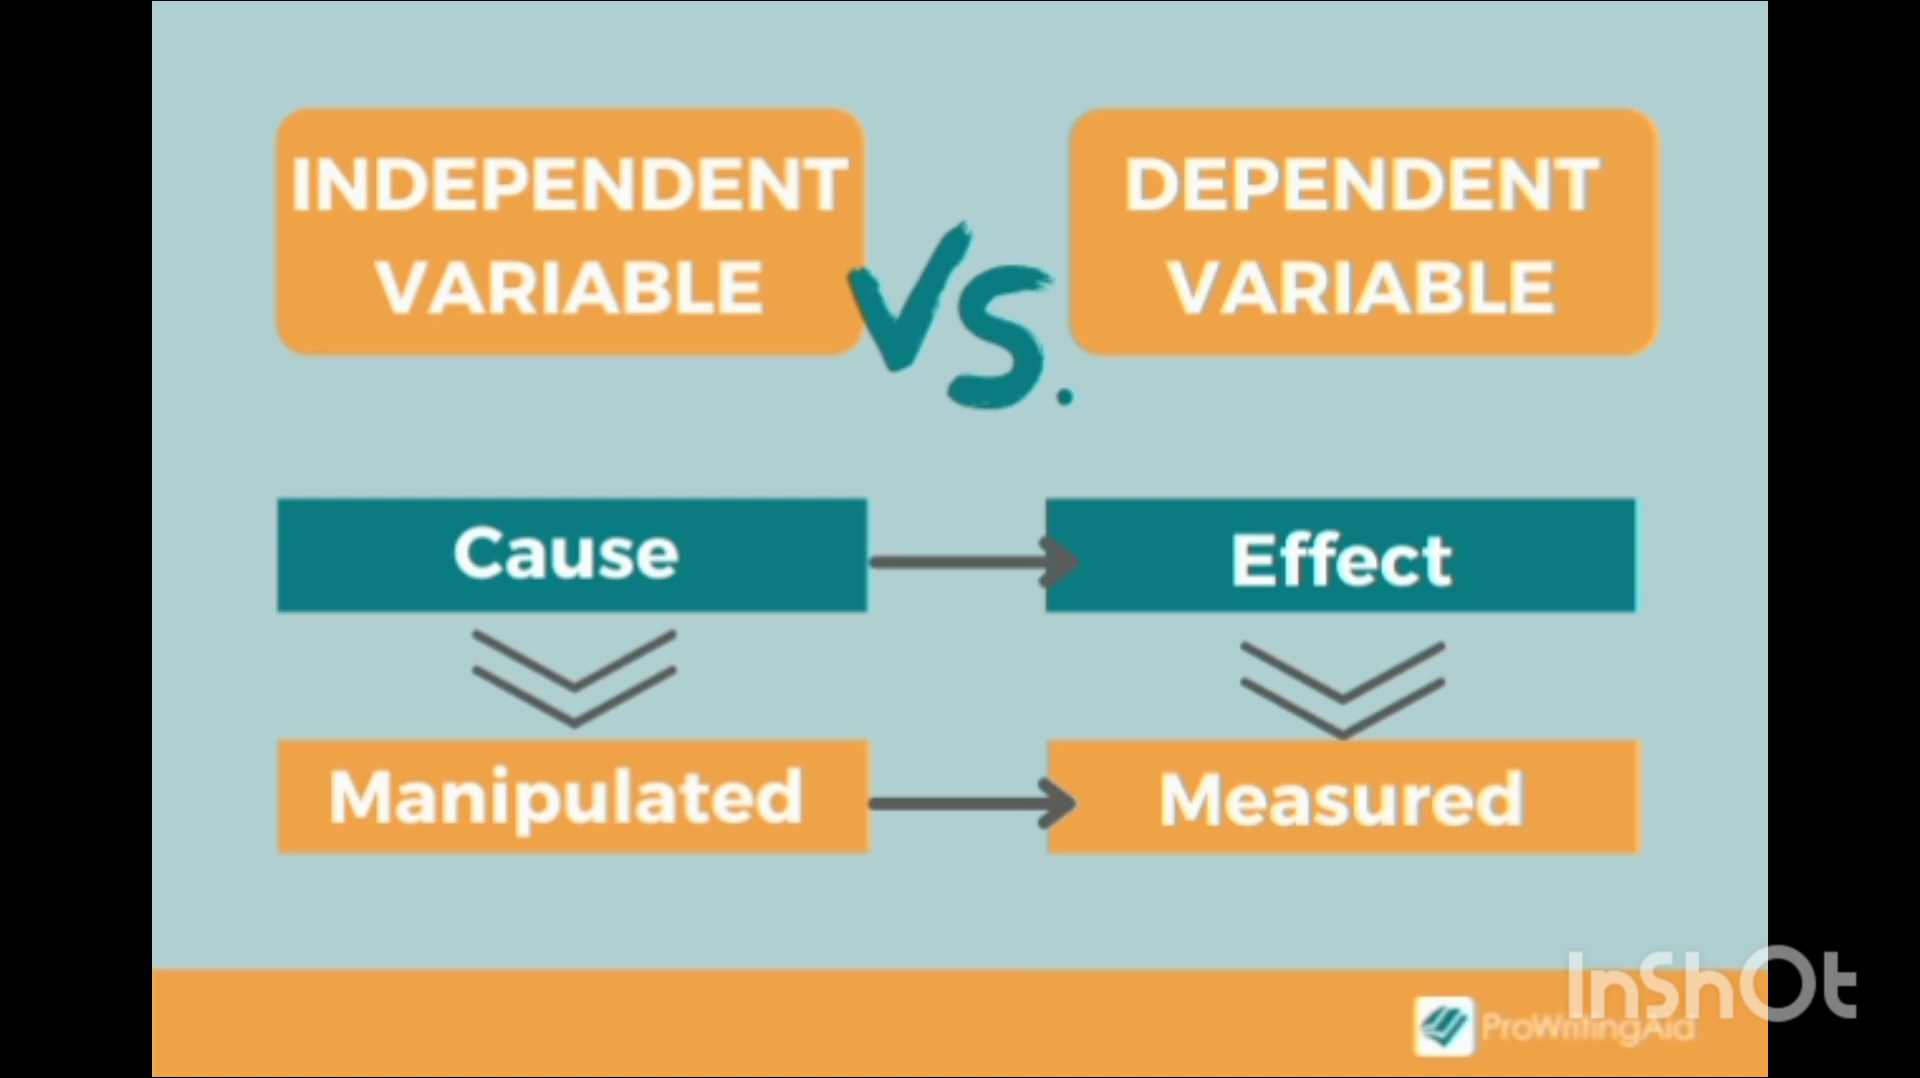 INDEPENDENT
VARIABLE
VS.
DEPENDENT
VARIABLE
Cause
Effect
Manipulated
Measured
InShOt
ProWritingAid